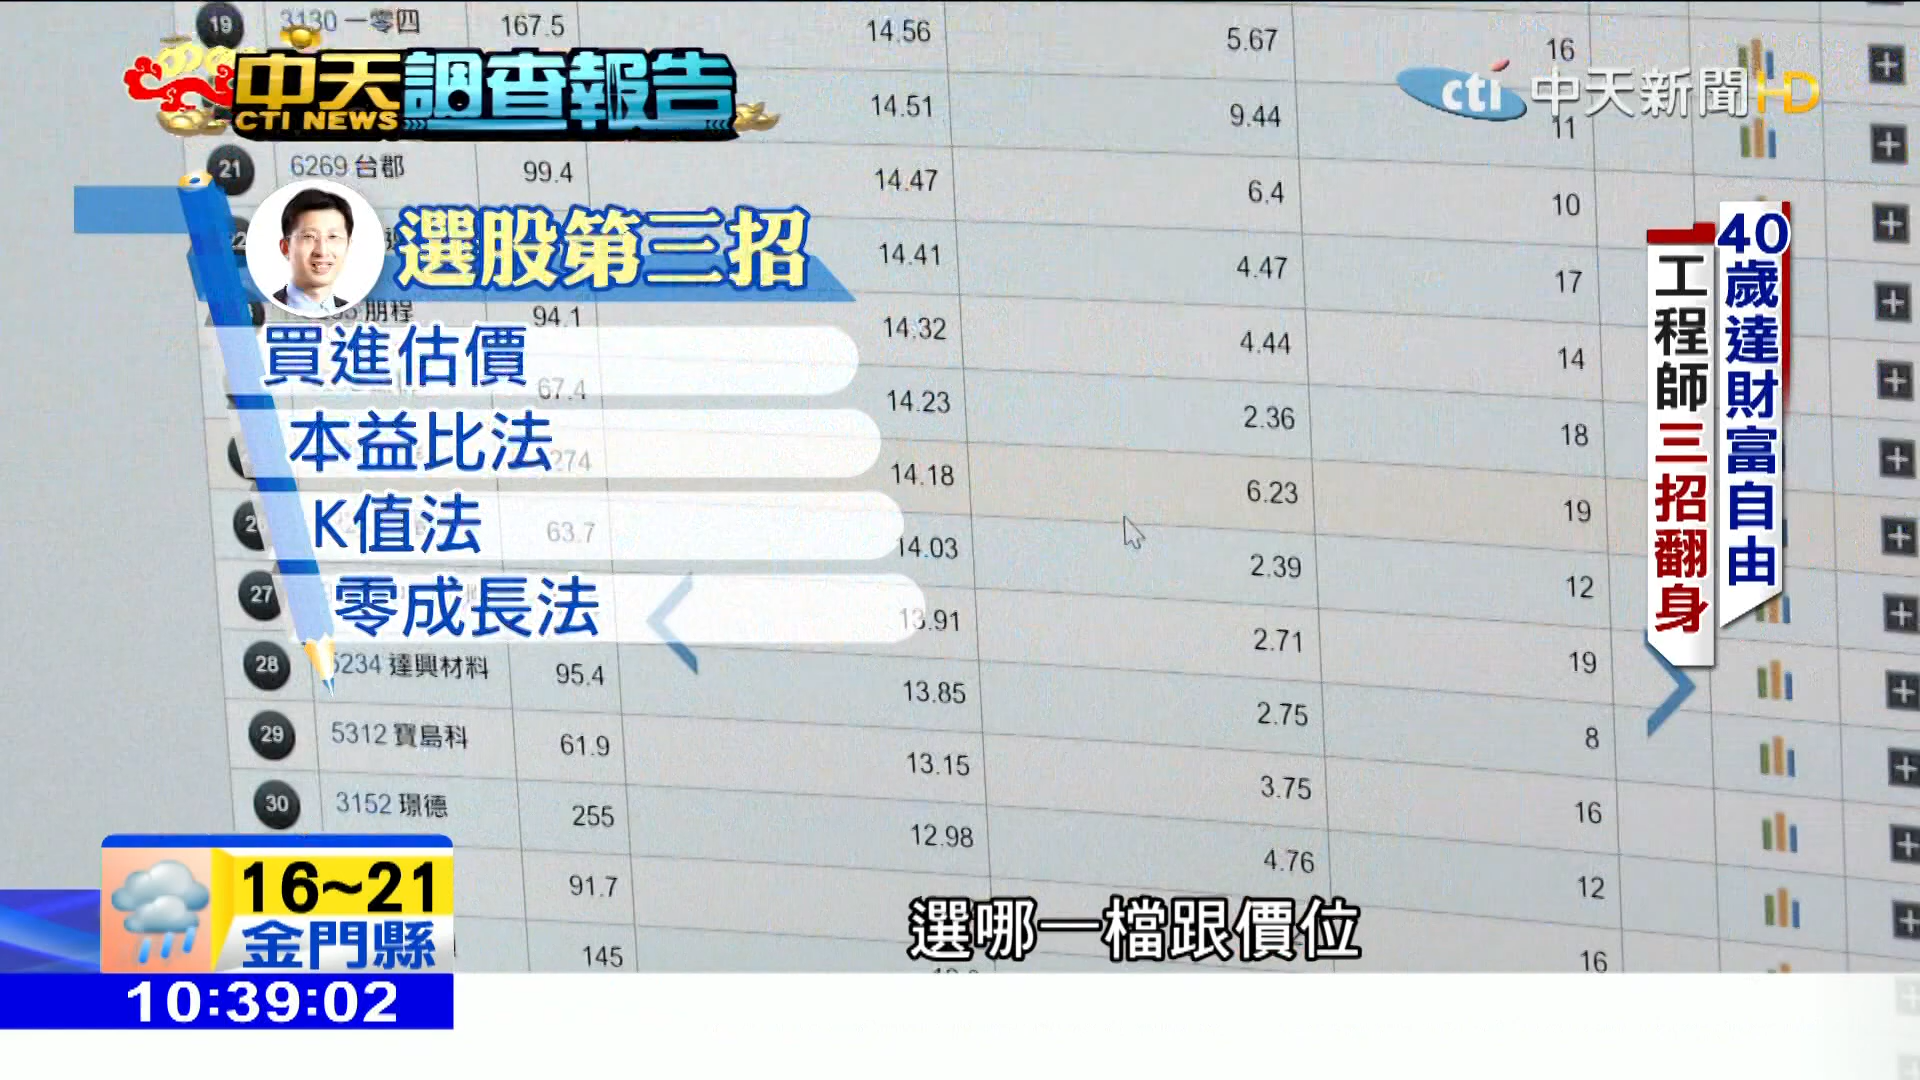 19 3130 一零四 167.5 14.56 5.67 16
中天調查報告
CTI NEWS
cti 中天新聞HD
14.51 9.44 11
21 6269 台郡 99.4 14.47 6.4 10
選股第三招
14.41 4.47 17
朋程 94.1 14.32 4.44 14
買進估價
67.4 14.23 2.36 18
本益比法
274 14.18 6.23 19
K值法
63.7 14.03 2.39 12
27 13.91 2.71 19
零成長法
28 5234 達興材料 95.4 13.85 2.75 8
29 5312 寶島科 61.9 13.15 3.75 16
30 3152 璟德 255 12.98 4.76 12
91.7 16
145
40歲達財富自由
工程師三招翻身
選哪一檔跟價位
16~21
金門縣
10:39:02